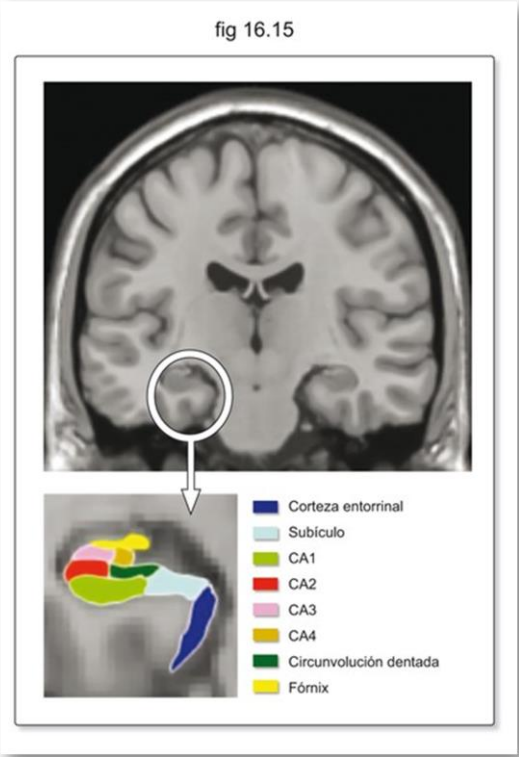 fig 16.15
Corteza entorrinal
Subículo
CA1
CA2
CA3
CA4
Circunvolución dentada
Fórnix